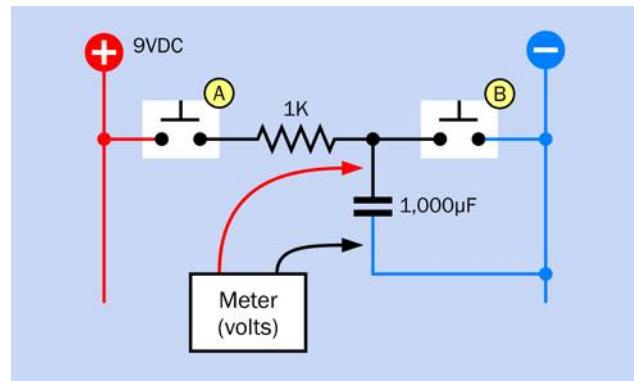 +
9VDC
−
A
B
1K
1,000µF
Meter
(volts)